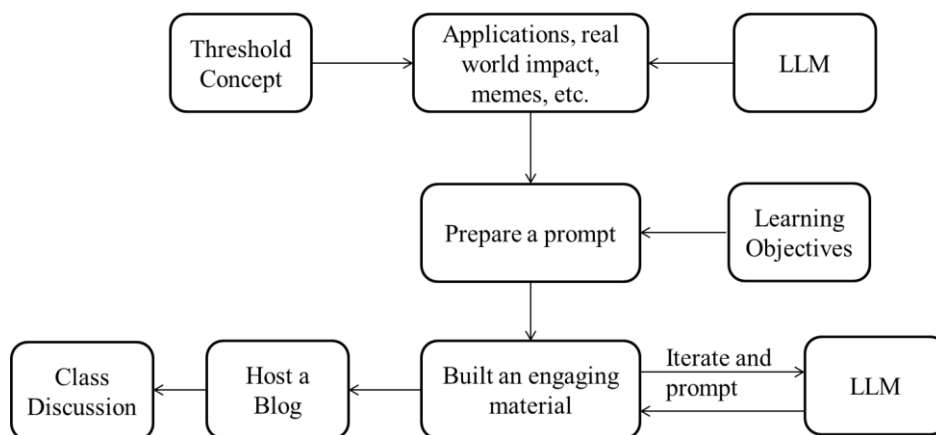 Threshold
Concept
Applications, real
world impact,
memes, etc.
LLM
Prepare a prompt
Learning
Objectives
Class
Discussion
Host a
Blog
Built an engaging
material
Iterate and
prompt
LLM